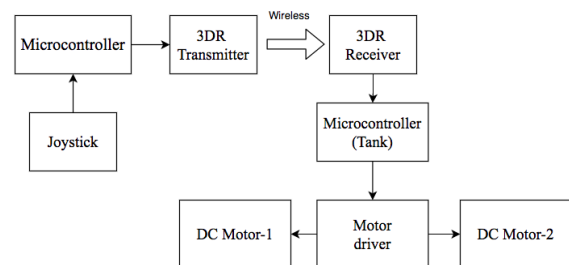 Wireless
Microcontroller
3DR
Transmitter
3DR
Receiver
Joystick
Microcontroller
(Tank)
DC Motor-1
Motor
driver
DC Motor-2